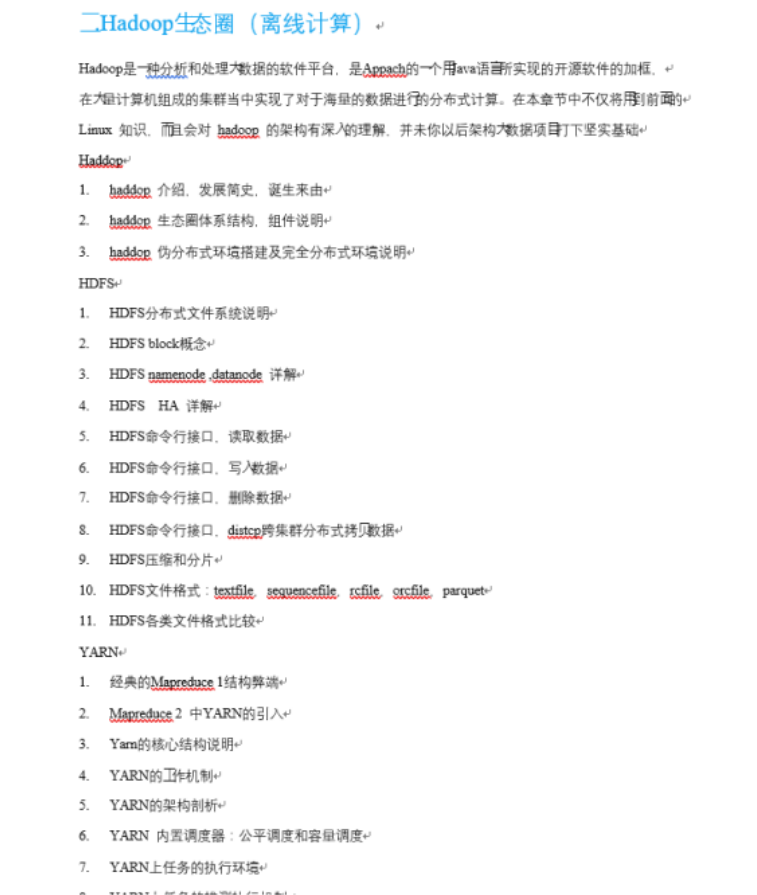 二Hadoop生态圈（离线计算）
Hadoop是一种分析和处理大数据的软件平台，是Appach的一个用Java语言所实现的开源软件的加框，
在大量计算机组成的集群当中实现了对于海量的数据进行的分布式计算。在本章节中不仅将用到前面的
Linux 知识，而且会对 hadoop 的架构有深入的理解，并未你以后架构大数据项目打下坚实基础
Haddop
1. haddop 介绍，发展简史，诞生来由
2. haddop 生态圈体系结构，组件说明
3. haddop 伪分布式环境搭建及完全分布式环境说明
HDFS
1. HDFS分布式文件系统说明
2. HDFS block概念
3. HDFS namenode ,datanode 详解
4. HDFS HA 详解
5. HDFS命令行接口，读取数据
6. HDFS命令行接口，写入数据
7. HDFS命令行接口，删除数据
8. HDFS命令行接口，distcp跨集群分布式拷贝数据
9. HDFS压缩和分片
10. HDFS文件格式：textfile，sequencefile，rcfile，orcfile，parquet
11. HDFS各类文件格式比较
YARN
1. 经典的Mapreduce 1结构弊端
2. Mapreduce 2 中YARN的引入
3. Yarn的核心结构说明
4. YARN的工作机制
5. YARN的架构剖析
6. YARN 内置调度器：公平调度和容量调度
7. YARN上任务的执行环境